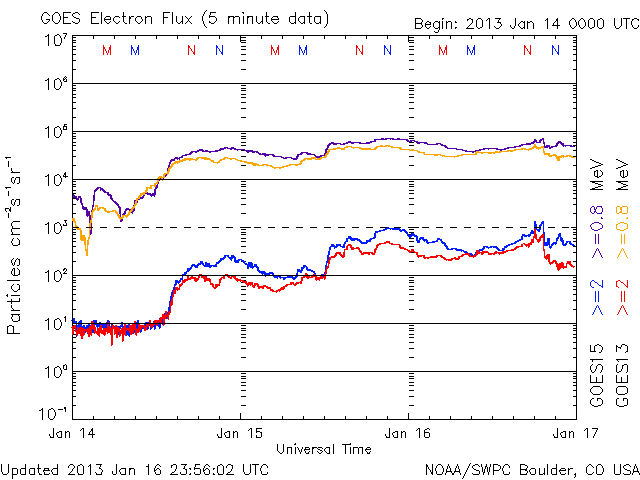 GOES Electron Flux (5 minute data)
Begin: 2013 Jan 14 0000 UTC
10⁷
M M N N M M N N M M N N
10⁶
10⁵
10⁴
10³
10²
10¹
10⁰
10⁻¹
Particles cm⁻²s⁻¹sr⁻¹
Jan 14 Jan 15 Jan 16 Jan 17
Universal Time
GOES15 >=2 >=0.8 MeV
GOES13 >=2 >=0.8 MeV
Updated 2013 Jan 16 23:56:02 UTC
NOAA/SWPC Boulder, CO USA